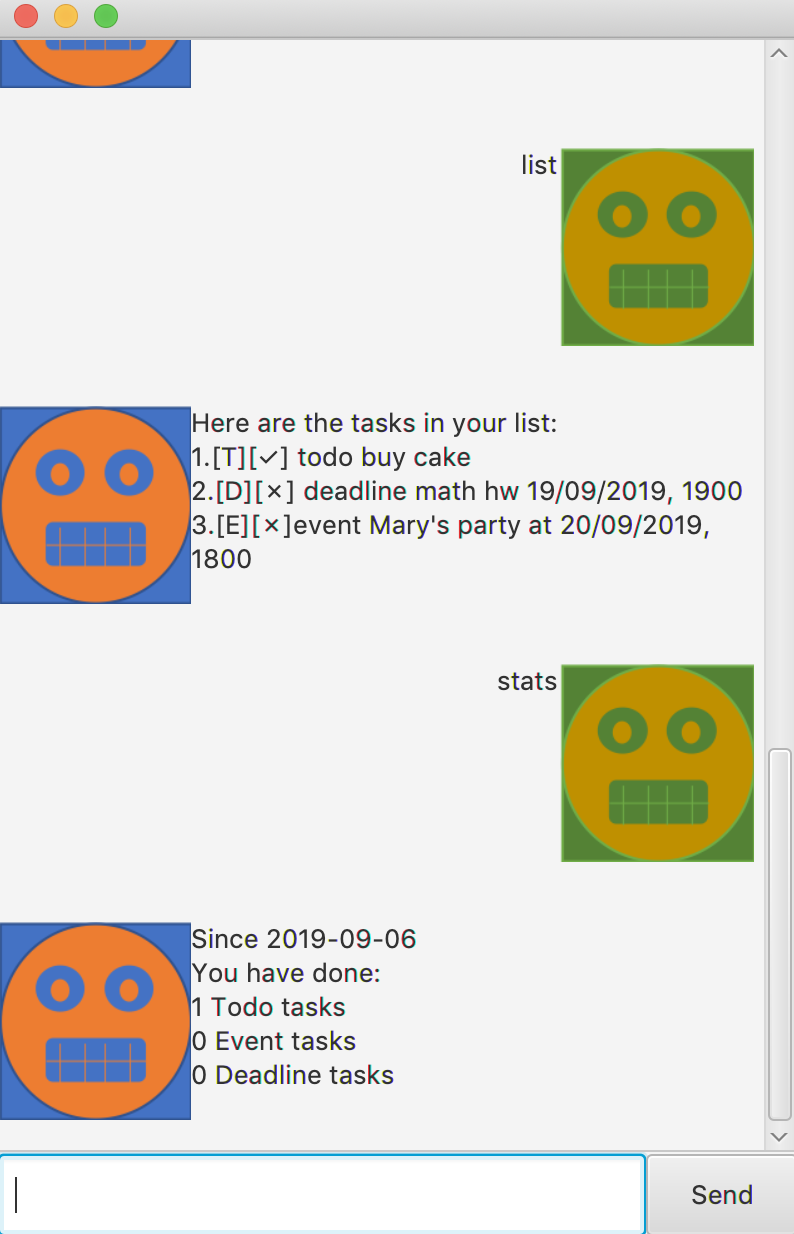 list
Here are the tasks in your list:
1.[T][✓] todo buy cake
2.[D][×] deadline math hw 19/09/2019, 1900
3.[E][×]event Mary's party at 20/09/2019,
1800
stats
Since 2019-09-06
You have done:
1 Todo tasks
0 Event tasks
0 Deadline tasks
Send